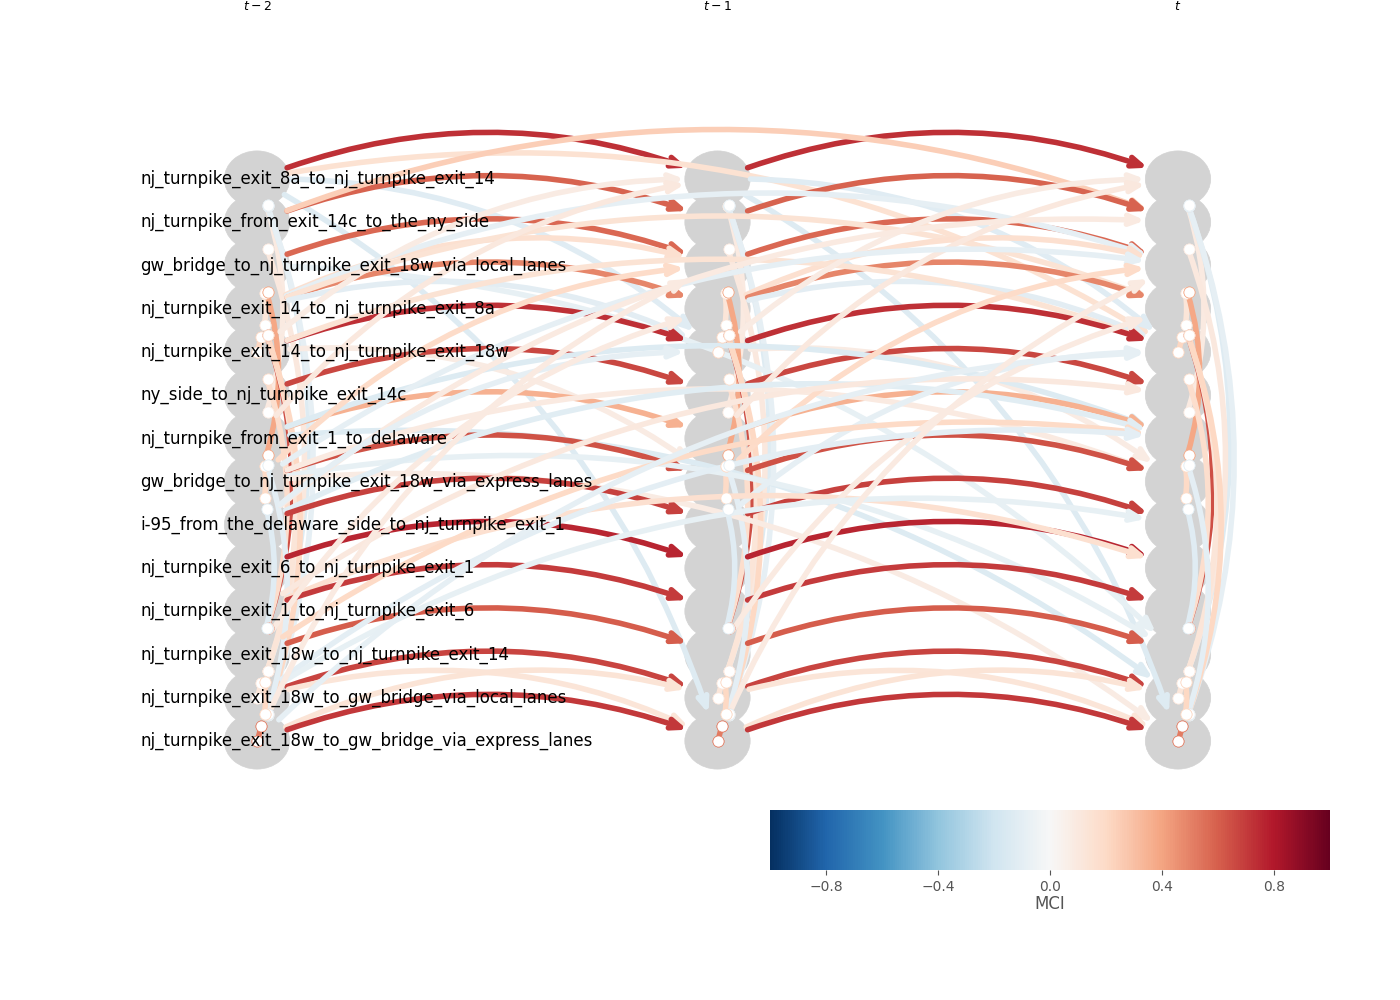 t − 2 t − 1 t
nj_turnpike_exit_8a_to_nj_turnpike_exit_14
nj_turnpike_from_exit_14c_to_the_ny_side
gw_bridge_to_nj_turnpike_exit_18w_via_local_lanes
nj_turnpike_exit_14_to_nj_turnpike_exit_8a
nj_turnpike_exit_14_to_nj_turnpike_exit_18w
ny_side_to_nj_turnpike_exit_14c
nj_turnpike_from_exit_1_to_delaware
gw_bridge_to_nj_turnpike_exit_18w_via_express_lanes
i-95_from_the_delaware_side_to_nj_turnpike_exit_1
nj_turnpike_exit_6_to_nj_turnpike_exit_1
nj_turnpike_exit_1_to_nj_turnpike_exit_6
nj_turnpike_exit_18w_to_nj_turnpike_exit_14
nj_turnpike_exit_18w_to_gw_bridge_via_local_lanes
nj_turnpike_exit_18w_to_gw_bridge_via_express_lanes
−0.8 −0.4 0.0 0.4 0.8
MCI